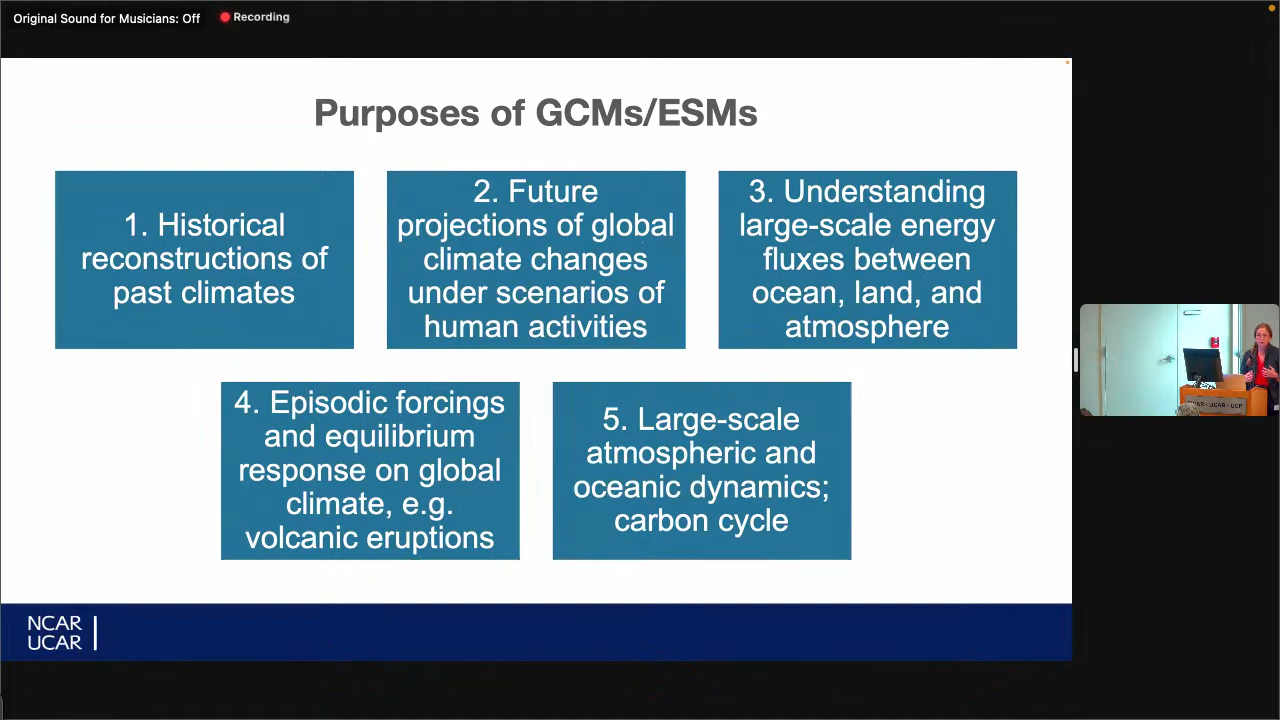 Original Sound for Musicians: Off
Recording
Purposes of GCMs/ESMs
1. Historical
reconstructions of
past climates
2. Future
projections of global
climate changes
under scenarios of
human activities
3. Understanding
large-scale energy
fluxes between
ocean, land, and
atmosphere
4. Episodic forcings
and equilibrium
response on global
climate, e.g.
volcanic eruptions
5. Large-scale
atmospheric and
oceanic dynamics;
carbon cycle
NCAR
UCAR
NCAR - UCAR - UCP